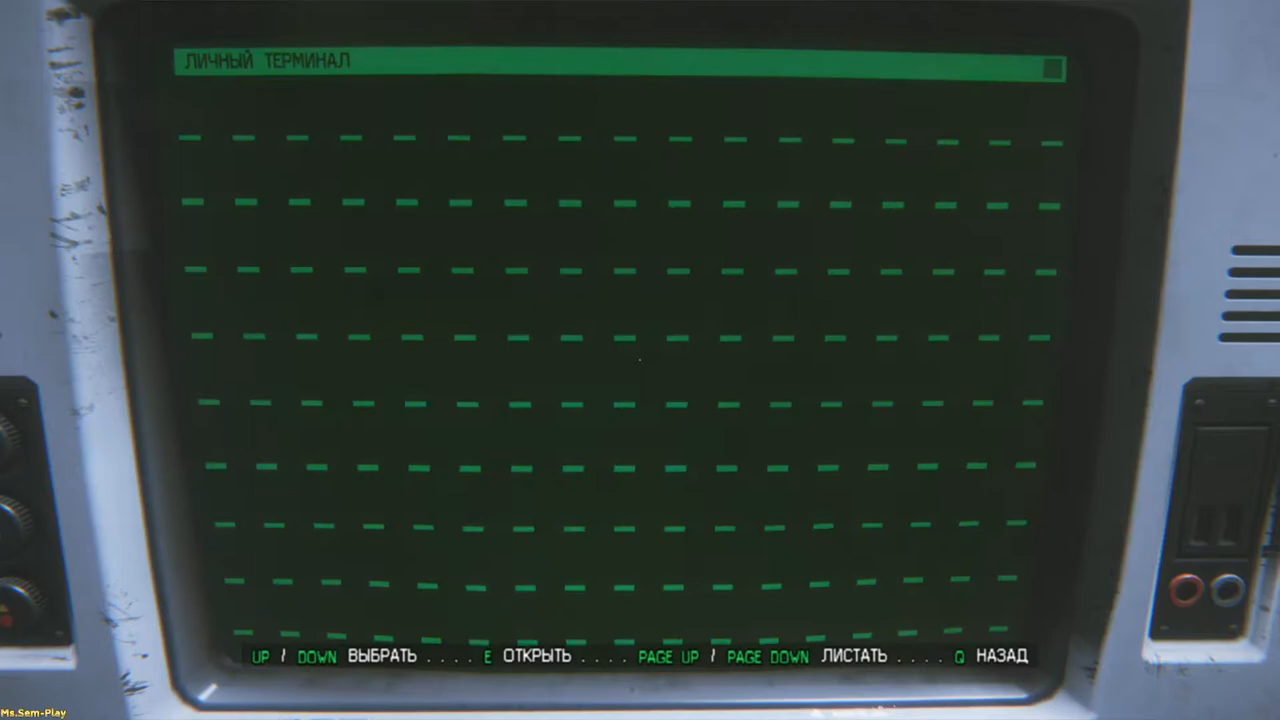 ЛИЧНЫЙ ТЕРМИНАЛ
UP / DOWN ВЫБРАТЬ .... E ОТКРЫТЬ .... PAGE UP / PAGE DOWN ЛИСТАТЬ .... Q НАЗАД
Ms.Sem-Play